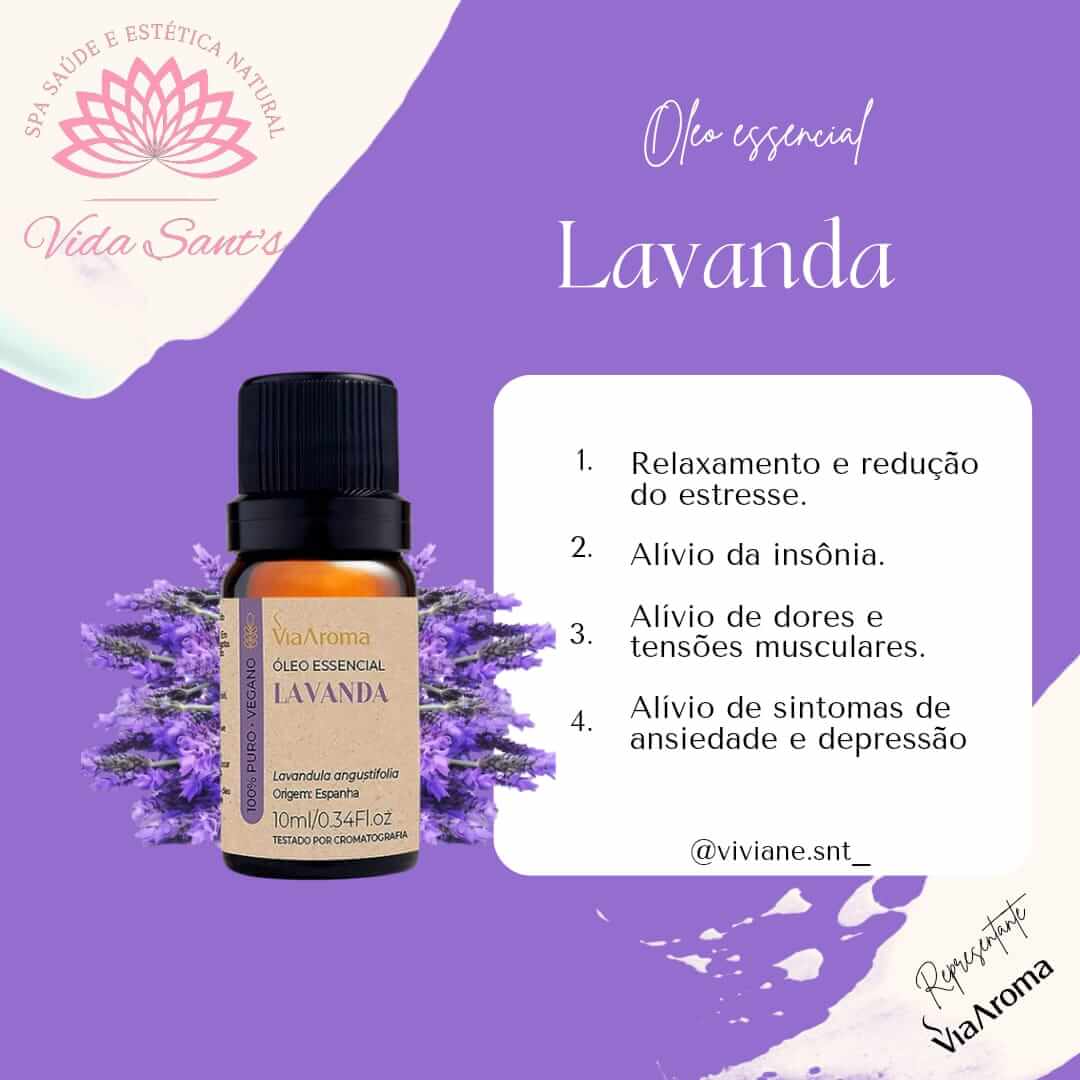 SPA SAÚDE E ESTÉTICA NATURAL
Vida Sant's
Oleo essencial
Lavanda
1. Relaxamento e redução
do estresse.
2. Alívio da insônia.
3. Alívio de dores e
tensões musculares.
4. Alívio de sintomas de
ansiedade e depressão
@viviane.snt_
ViaAroma
ÓLEO ESSENCIAL
LAVANDA
100% PURO · VEGANO
Lavandula angustifolia
Origem: Espanha
10ml/0.34Fl.oz
TESTADO POR CROMATOGRAFIA
Representante
ViaAroma